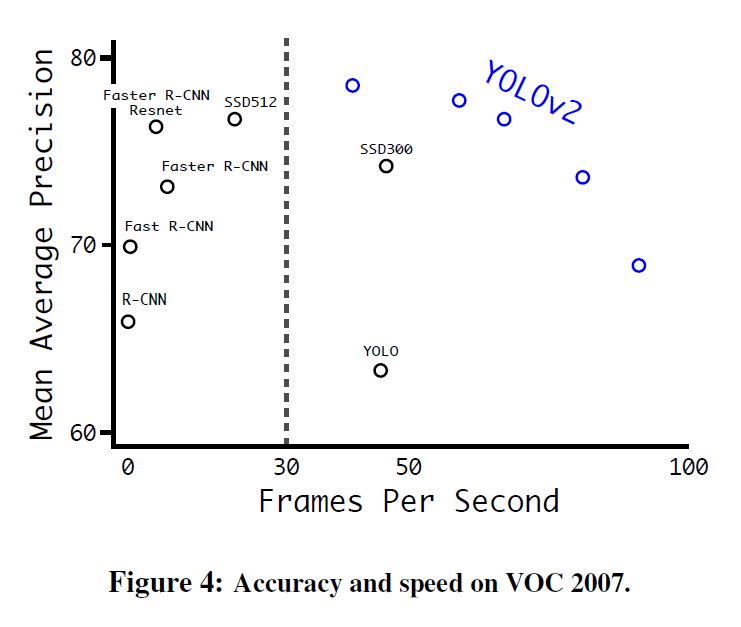 Mean Average Precision
80
70
60
Faster R-CNN
Resnet
SSD512
Faster R-CNN
Fast R-CNN
R-CNN
YOLOv2
SSD300
YOLO
0
30
50
100
Frames Per Second
Figure 4: Accuracy and speed on VOC 2007.